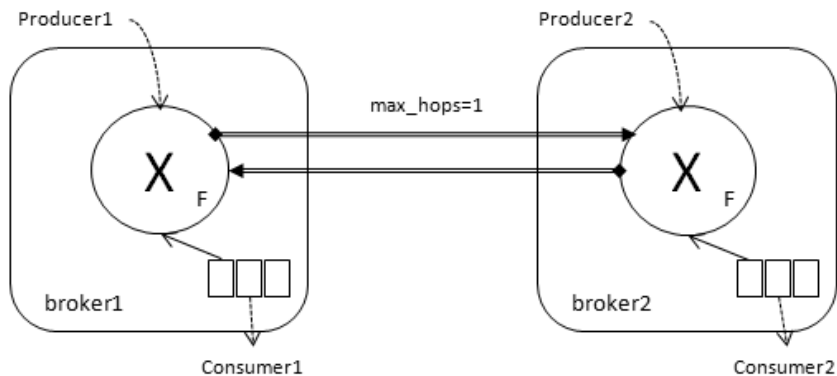 Producer1
Producer2
max_hops=1
X
F
X
F
broker1
broker2
Consumer1
Consumer2